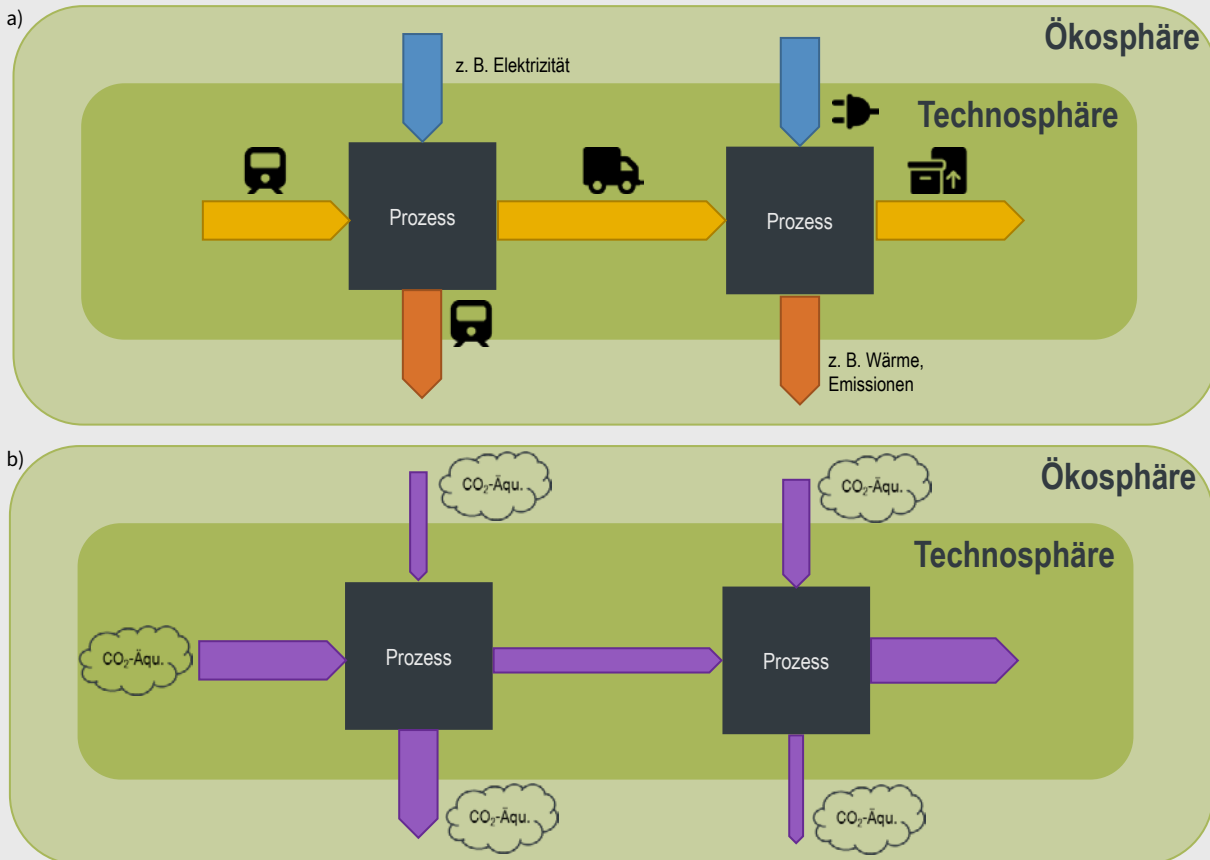 a)
Ökosphäre
z. B. Elektrizität
Technosphäre
Prozess
Prozess
z. B. Wärme,
Emissionen
b)
CO₂-Äqu.
CO₂-Äqu.
Ökosphäre
Technosphäre
CO₂-Äqu.
Prozess
Prozess
CO₂-Äqu.
CO₂-Äqu.